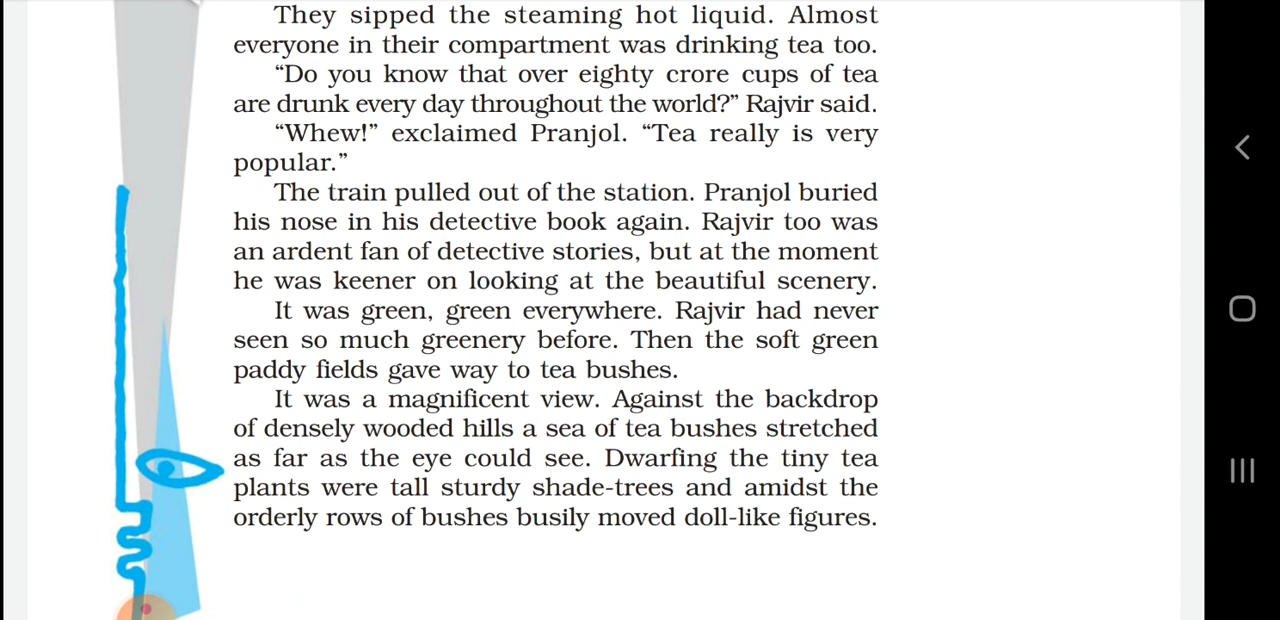 They sipped the steaming hot liquid. Almost
everyone in their compartment was drinking tea too.
“Do you know that over eighty crore cups of tea
are drunk every day throughout the world?” Rajvir said.
“Whew!” exclaimed Pranjol. “Tea really is very
popular.”
The train pulled out of the station. Pranjol buried
his nose in his detective book again. Rajvir too was
an ardent fan of detective stories, but at the moment
he was keener on looking at the beautiful scenery.
It was green, green everywhere. Rajvir had never
seen so much greenery before. Then the soft green
paddy fields gave way to tea bushes.
It was a magnificent view. Against the backdrop
of densely wooded hills a sea of tea bushes stretched
as far as the eye could see. Dwarfing the tiny tea
plants were tall sturdy shade-trees and amidst the
orderly rows of bushes busily moved doll-like figures.